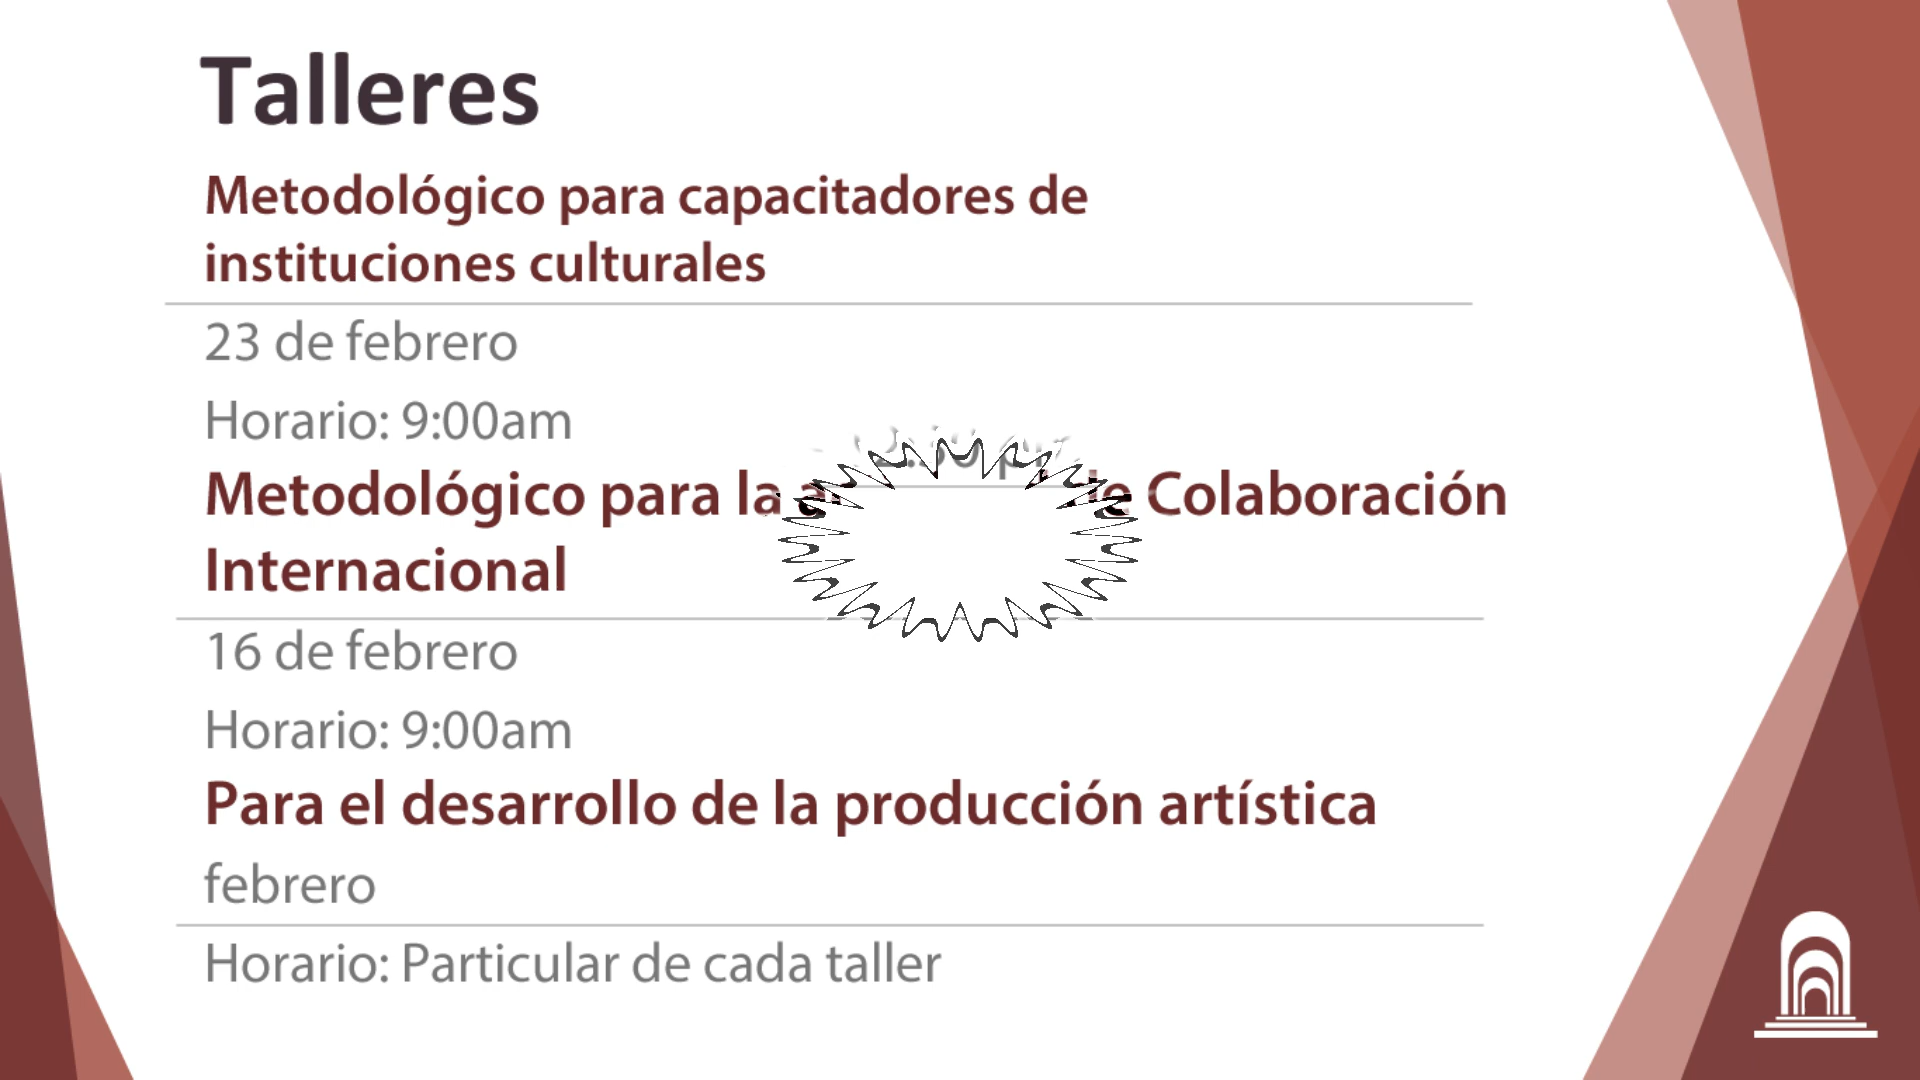 Talleres
Metodológico para capacitadores de
instituciones culturales
23 de febrero
Horario: 9:00am
Metodológico para la de Colaboración
Internacional
16 de febrero
Horario: 9:00am
Para el desarrollo de la producción artística
febrero
Horario: Particular de cada taller